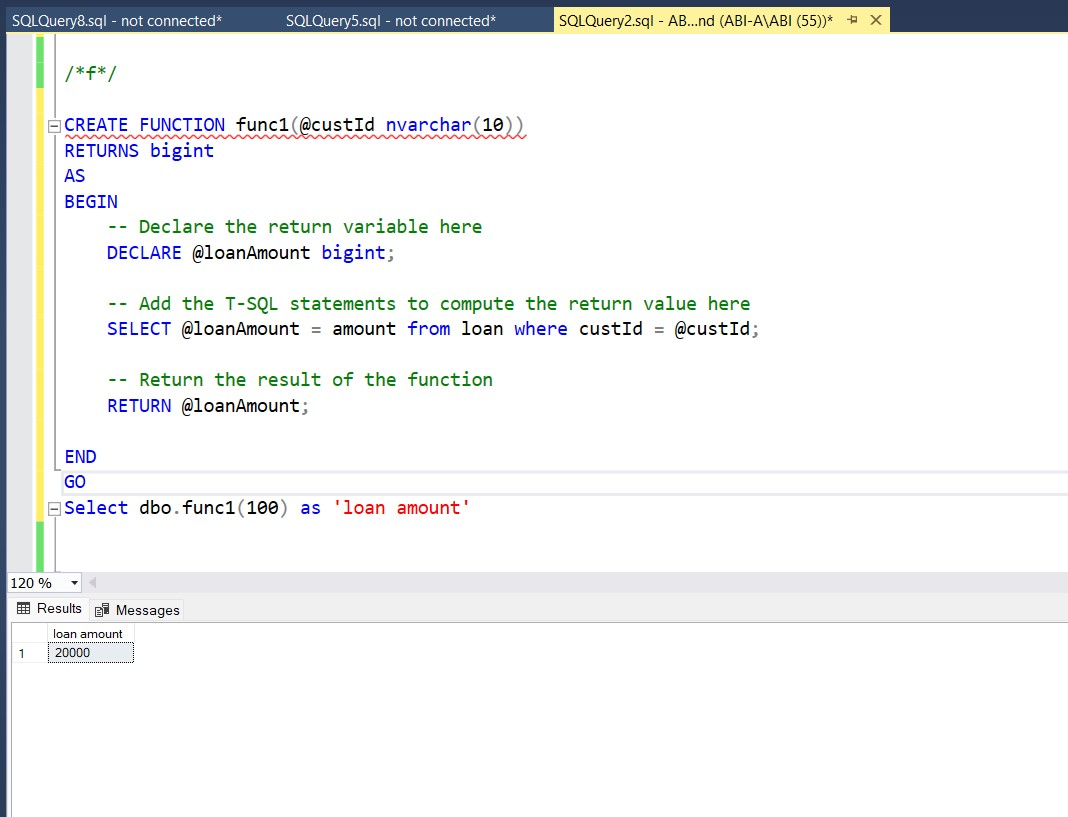 SQLQuery8.sql - not connected* SQLQuery5.sql - not connected* SQLQuery2.sql - AB...nd (ABI-A\ABI (55))*
/*f*/
CREATE FUNCTION func1(@custId nvarchar(10))
RETURNS bigint
AS
BEGIN
-- Declare the return variable here
DECLARE @loanAmount bigint;
-- Add the T-SQL statements to compute the return value here
SELECT @loanAmount = amount from loan where custId = @custId;
-- Return the result of the function
RETURN @loanAmount;
END
GO
Select dbo.func1(100) as 'loan amount'
120 %
Results Messages
loan amount
1 20000